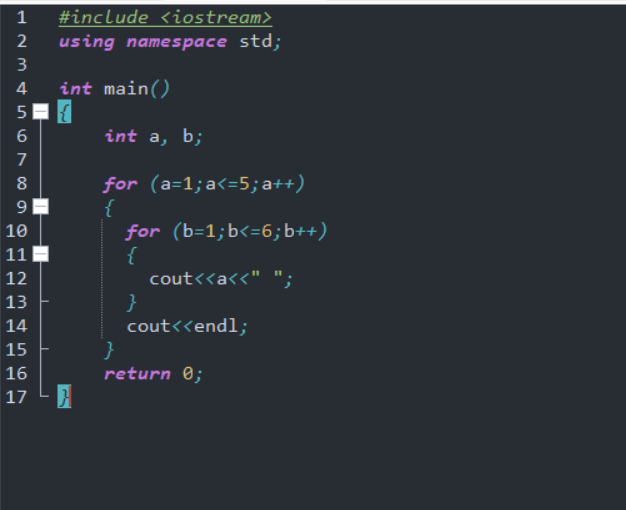 1 #include <iostream>
2 using namespace std;
3
4 int main()
5 {
6 int a, b;
7
8 for (a=1;a<=5;a++)
9 {
10 for (b=1;b<=6;b++)
11 {
12 cout<<a<<" ";
13 }
14 cout<<endl;
15 }
16 return 0;
17 }